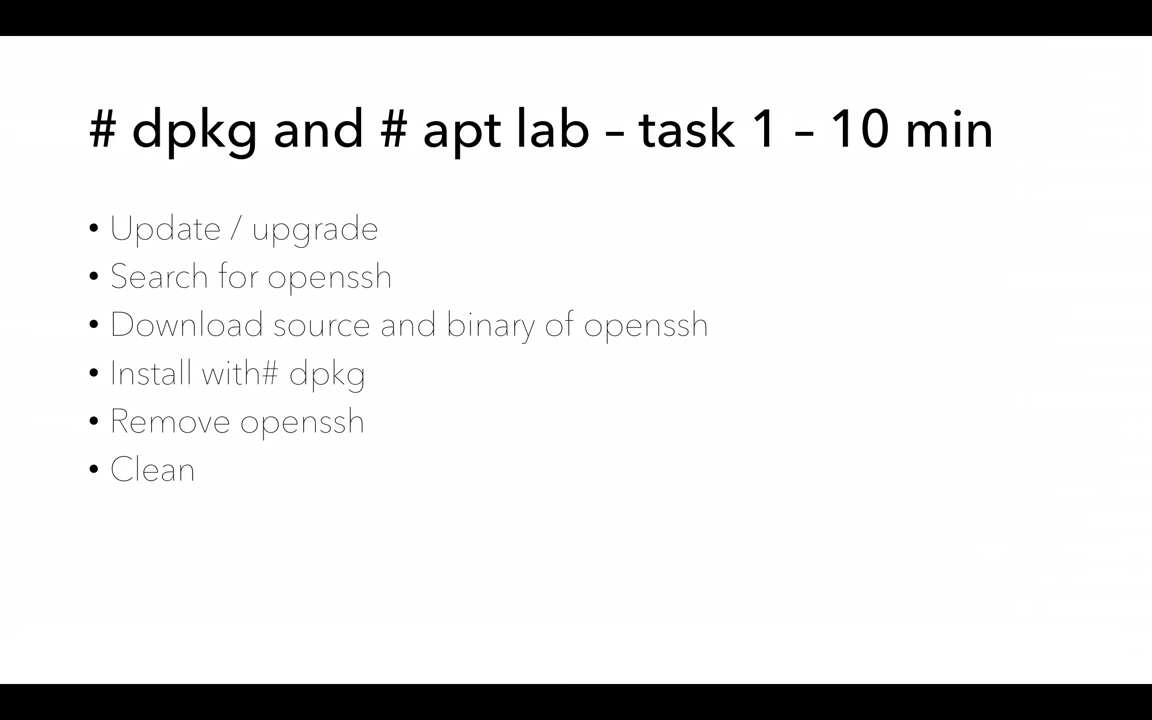 # dpkg and # apt lab – task 1 – 10 min
• Update / upgrade
• Search for openssh
• Download source and binary of openssh
• Install with# dpkg
• Remove openssh
• Clean